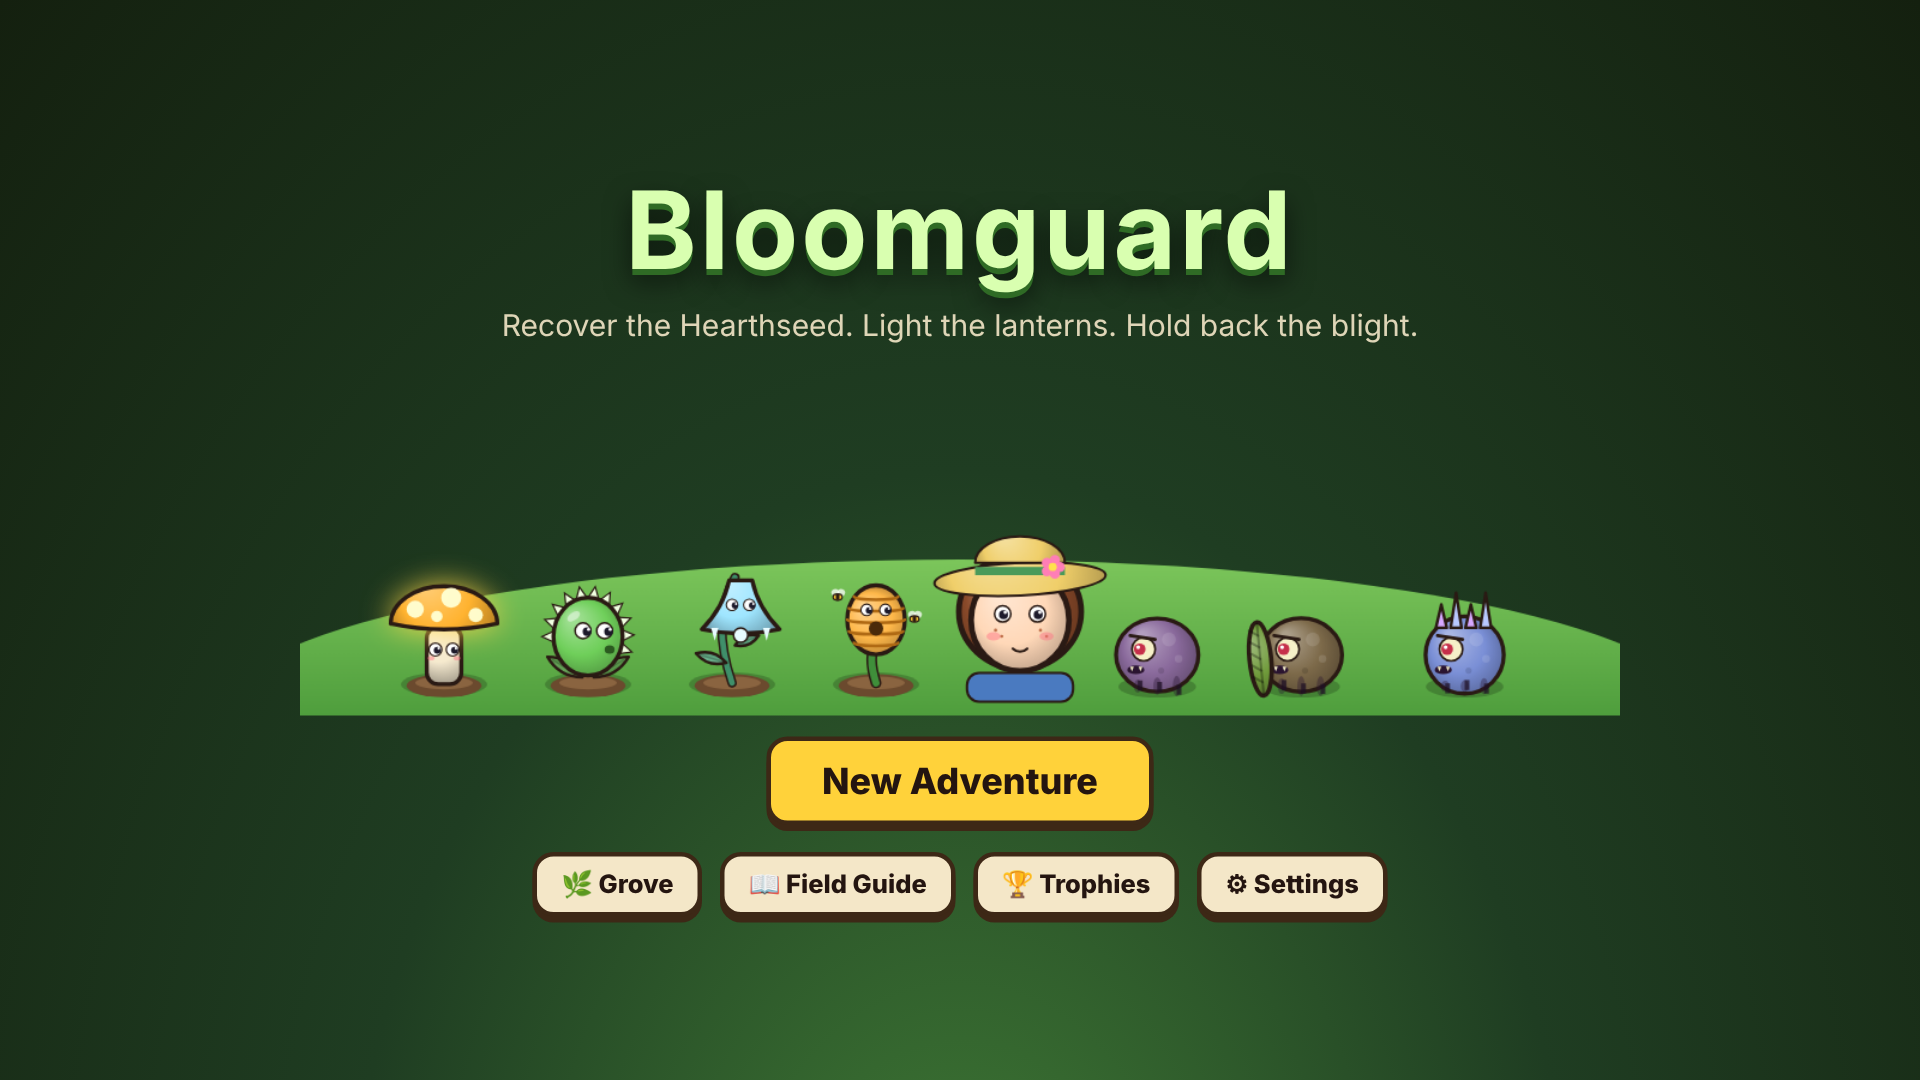 Bloomguard
Recover the Hearthseed. Light the lanterns. Hold back the blight.
New Adventure
🌿 Grove
📖 Field Guide
🏆 Trophies
⚙ Settings